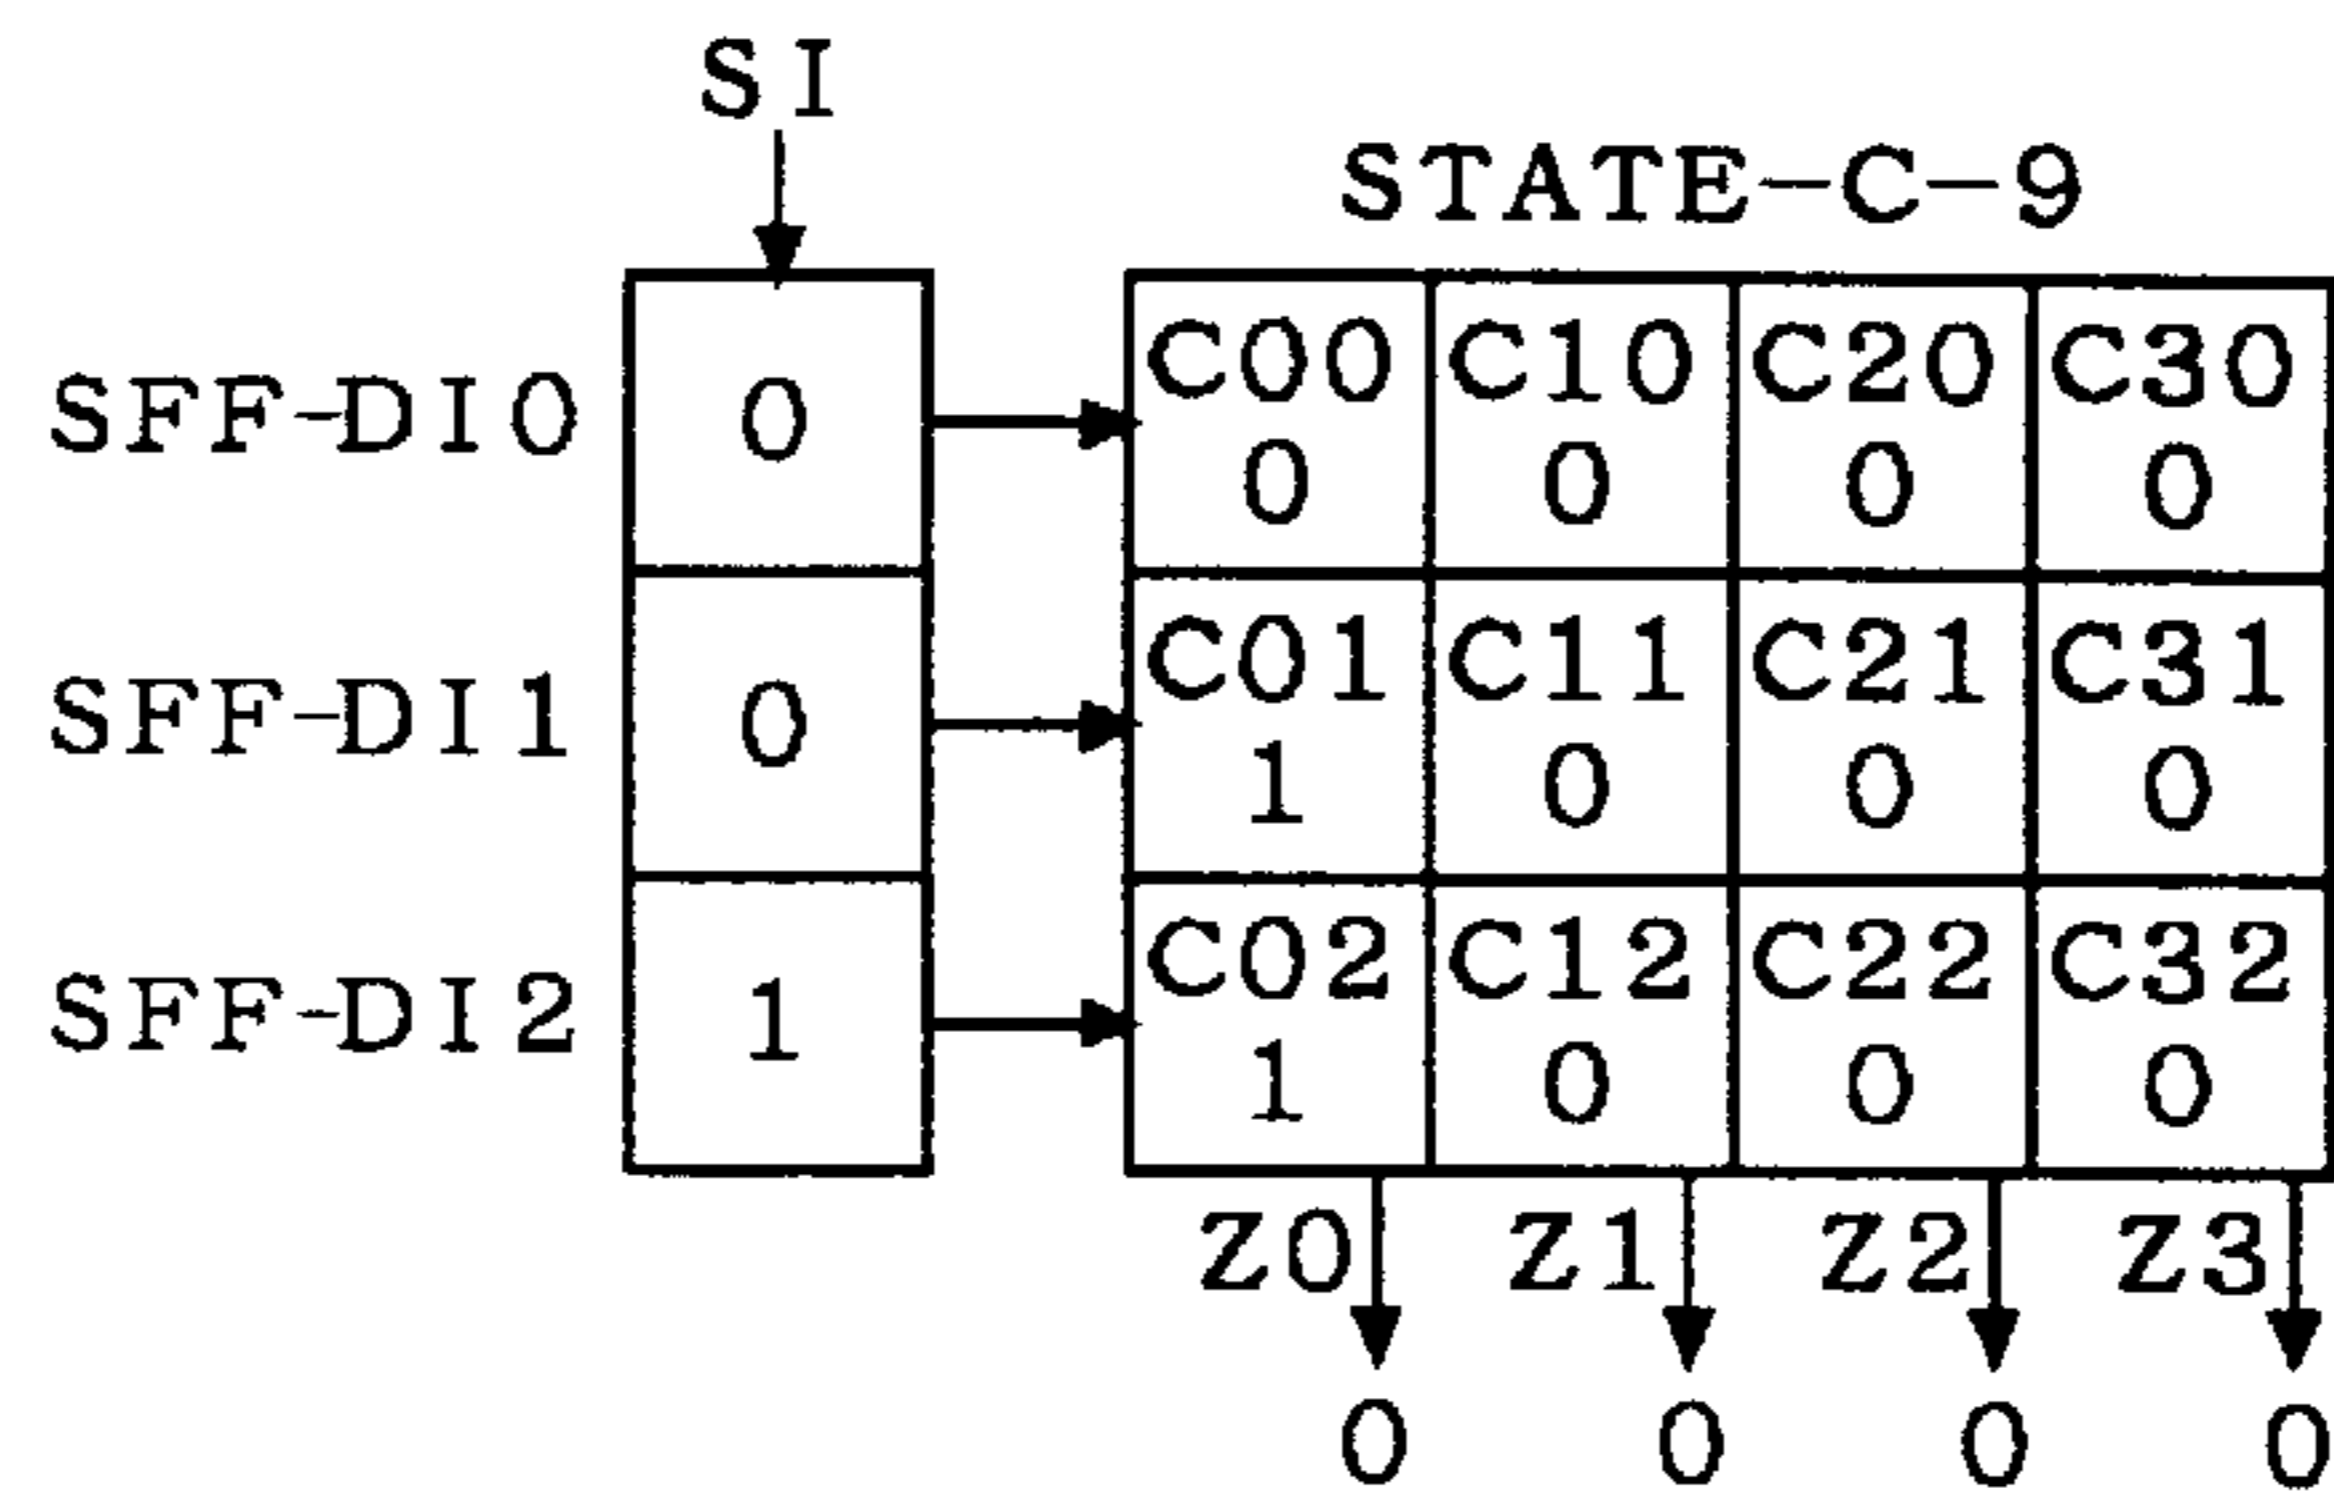 SI
STATE-C-9
C00 C10 C20 C30
SFF-DI0 0 0 0 0 0
C01 C11 C21 C31
SFF-DI1 0 1 0 0 0
C02 C12 C22 C32
SFF-DI2 1 1 0 0 0
Z0 Z1 Z2 Z3
0 0 0 0